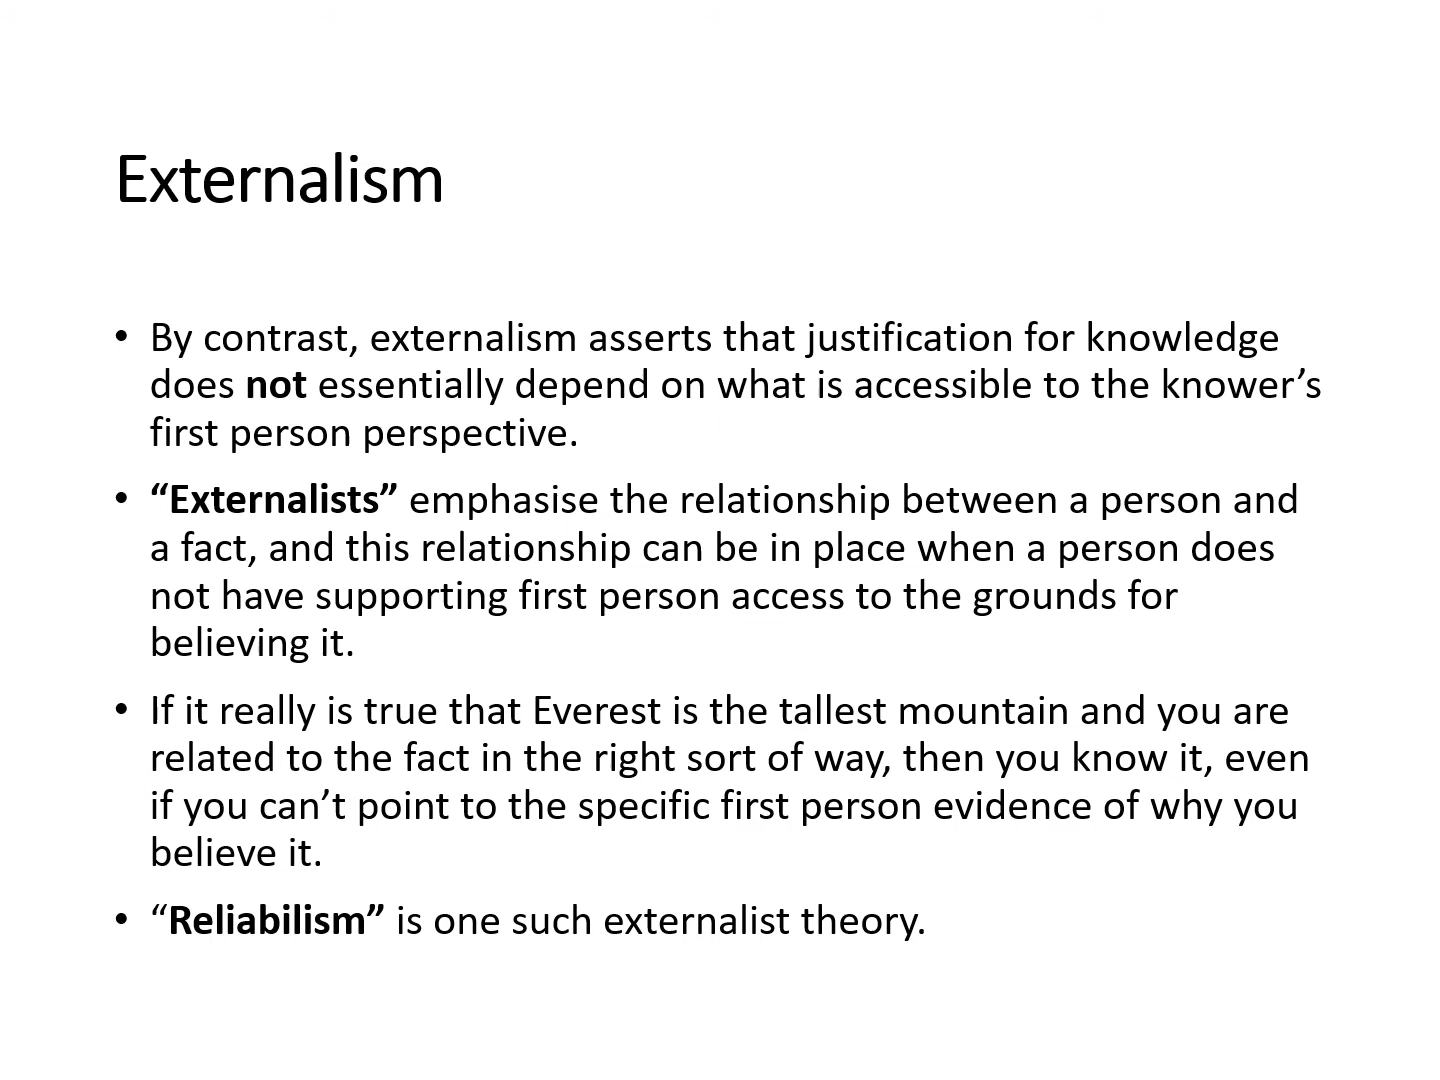 Externalism
• By contrast, externalism asserts that justification for knowledge
does not essentially depend on what is accessible to the knower’s
first person perspective.
• “Externalists” emphasise the relationship between a person and
a fact, and this relationship can be in place when a person does
not have supporting first person access to the grounds for
believing it.
• If it really is true that Everest is the tallest mountain and you are
related to the fact in the right sort of way, then you know it, even
if you can’t point to the specific first person evidence of why you
believe it.
• “Reliabilism” is one such externalist theory.